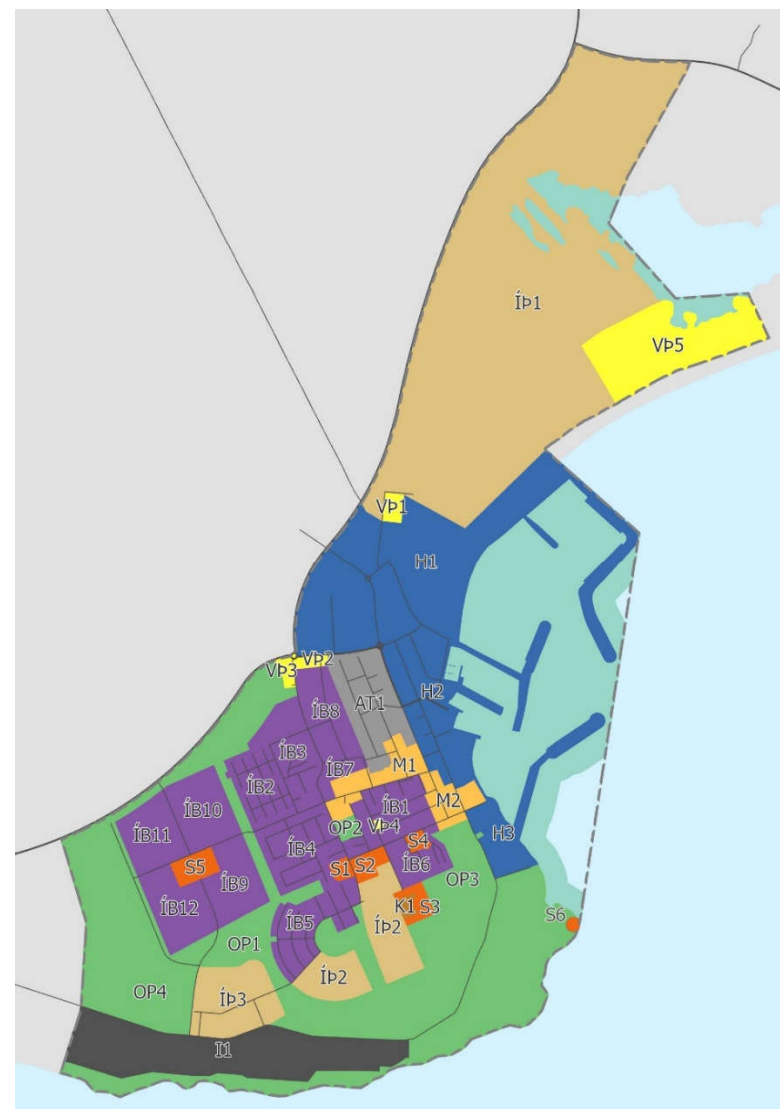 ÍÞ1
VÞ5
VÞ1
H1
VÞ2
VÞ3
AT1
H2
ÍB8
ÍB3
ÍB7
M1
ÍB2
M2
ÍB10
ÍB1
ÍB11
OP2
VÞ4
H3
ÍB4
S4
S5
S1
S2
ÍB6
ÍB9
OP3
ÍB12
K1
S3
S6
ÍB5
ÍÞ2
OP1
ÍÞ2
OP4
ÍÞ3
I1